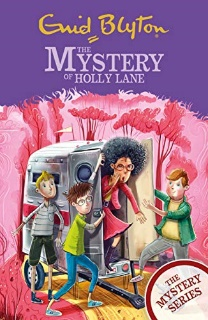 Enid Blyton
THE
MYSTERY
OF HOLLY LANE
THE
MYSTERY
SERIES